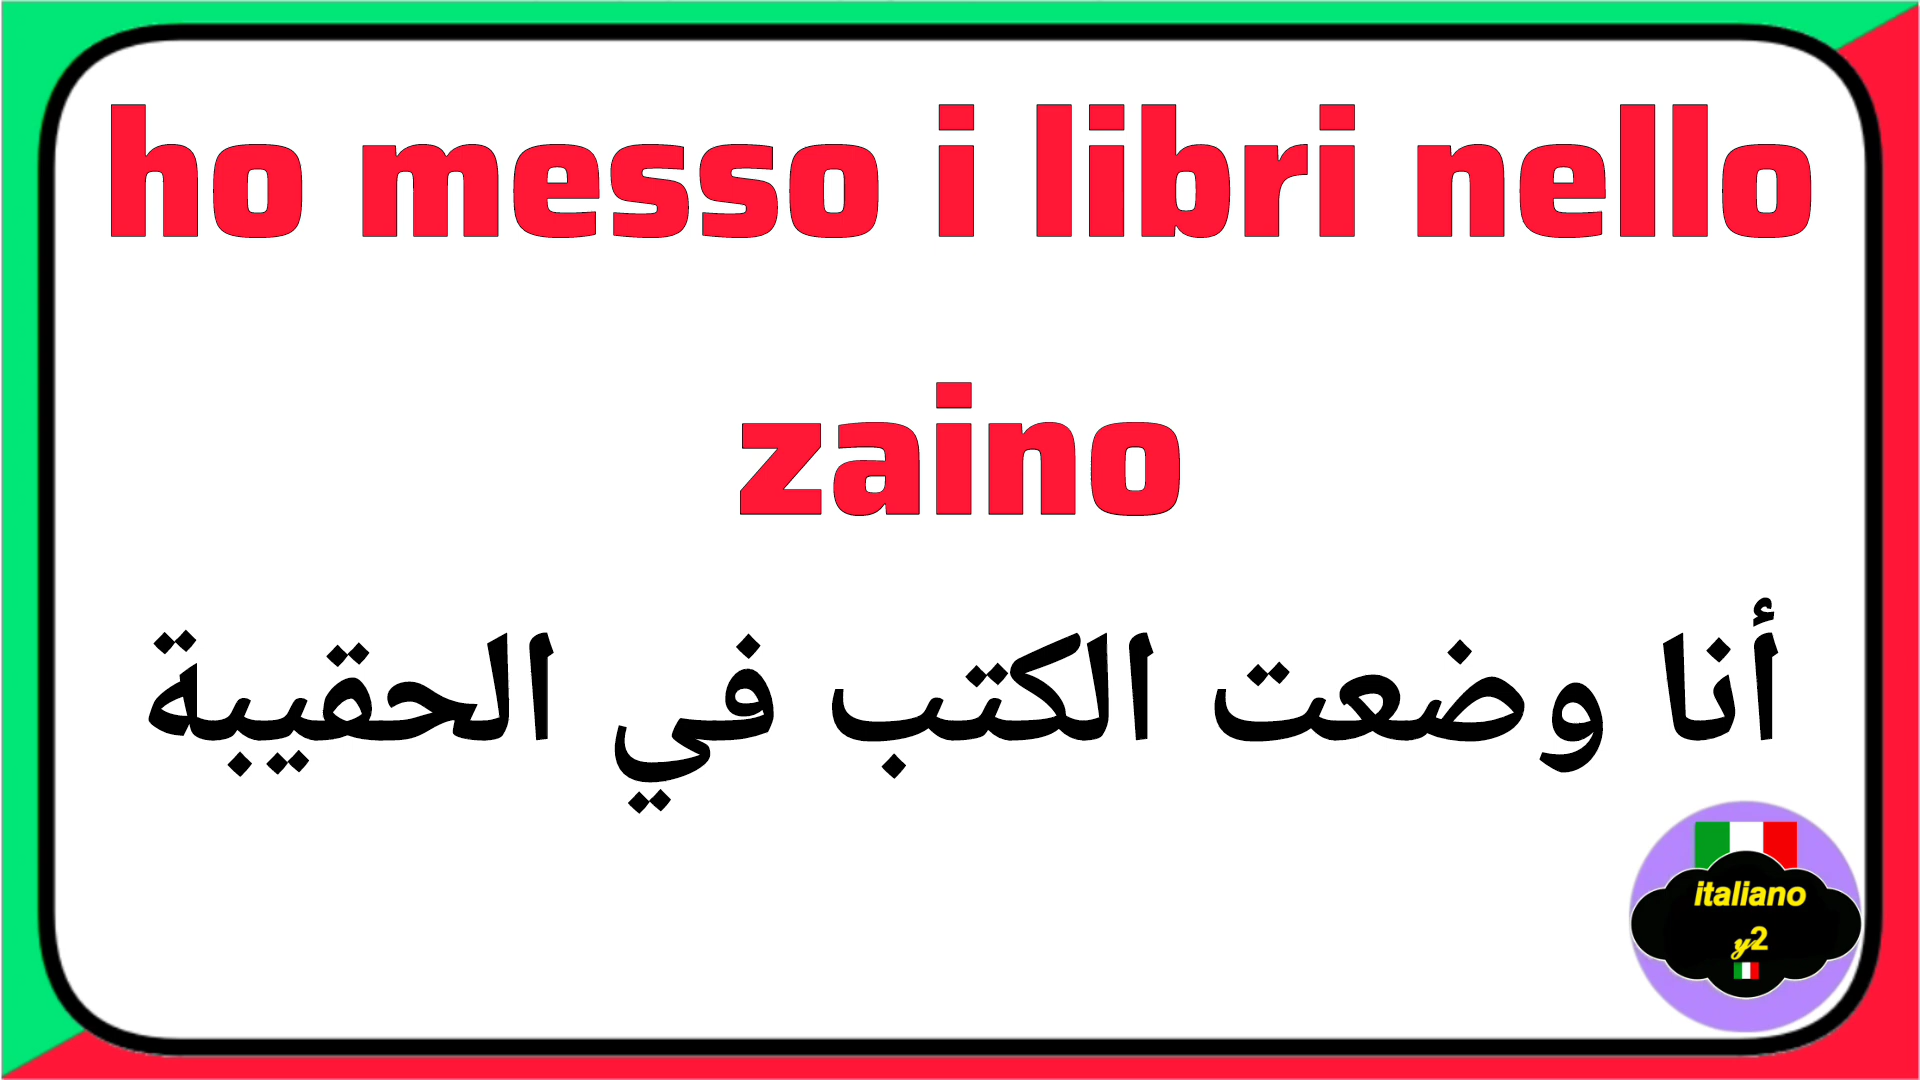 ho messo i libri nello
zaino
أنا وضعت الكتب في الحقيبة
italiano
y2